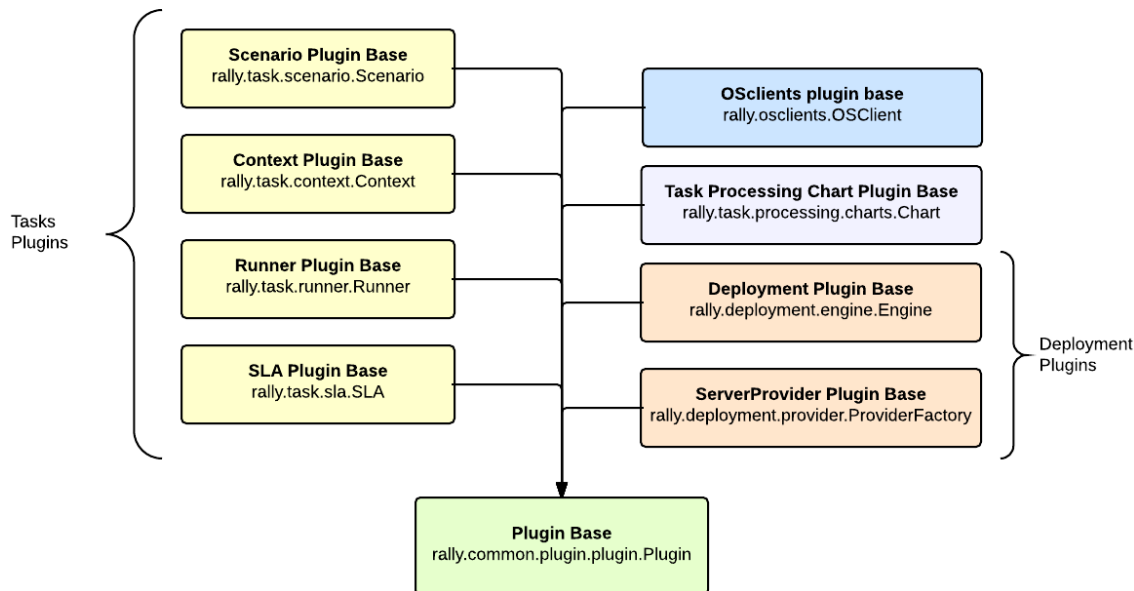 Tasks
Plugins
Scenario Plugin Base
rally.task.scenario.Scenario
Context Plugin Base
rally.task.context.Context
Runner Plugin Base
rally.task.runner.Runner
SLA Plugin Base
rally.task.sla.SLA
OSclients plugin base
rally.osclients.OSClient
Task Processing Chart Plugin Base
rally.task.processing.charts.Chart
Deployment Plugin Base
rally.deployment.engine.Engine
ServerProvider Plugin Base
rally.deployment.provider.ProviderFactory
Deployment
Plugins
Plugin Base
rally.common.plugin.plugin.Plugin